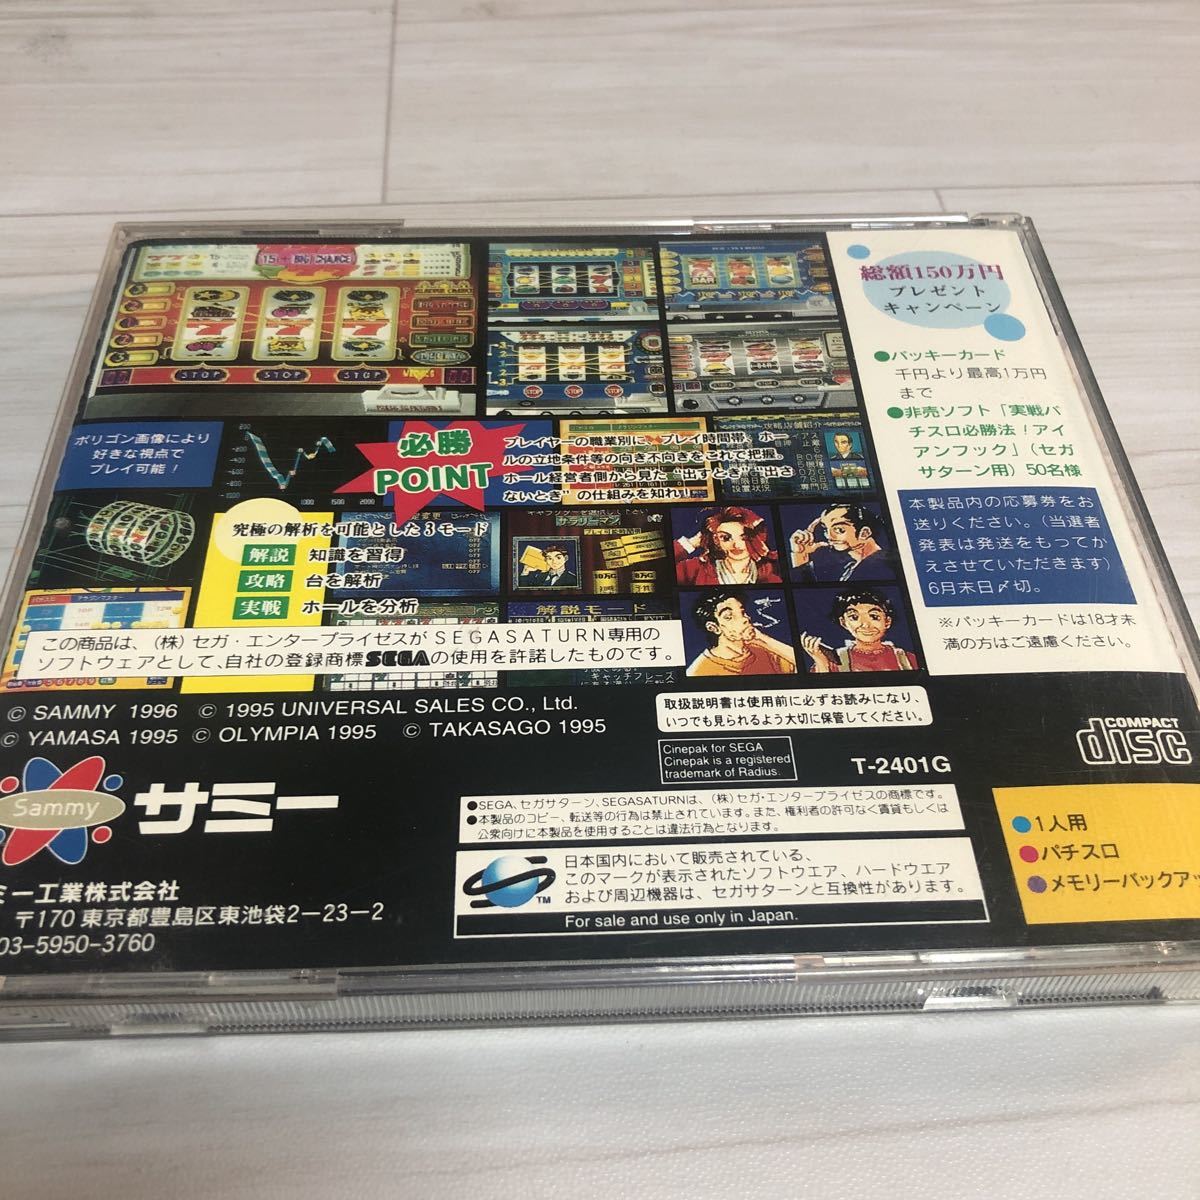 15G+ BIG CHANCE
STOP STOP STOP
総額150万円
プレゼント
キャンペーン
●パッキーカード
千円より最高1万円
まで
●非売ソフト「実戦パ
チスロ必勝法!アイ
アンフック」(セガ
サターン用)50名様
本製品内の応募券をお
送りください。(当選者
発表は発送をもってか
えさせていただきます)
6月末日〆切。
※パッキーカードは18才未
満の方はご遠慮ください。
ポリゴン画像により
好きな視点で
プレイ可能!
必勝
POINT
プレイヤーの職業別に、プレイ時間帯、ホー
ルの立地条件等の向き不向きをこれで把握。
ホール経営者側から見た"出すとき""出さ
ないとき"の仕組みを知れ!!
究極の解析を可能とした3モード
解説 知識を習得
攻略 台を解析
実戦 ホールを分析
サラリーマン
解説モード
この商品は、(株)セガ・エンタープライゼスがSEGASATURN専用の
ソフトウェアとして、自社の登録商標SEGAの使用を許諾したものです。
© SAMMY 1996 © 1995 UNIVERSAL SALES CO., Ltd.
© YAMASA 1995 © OLYMPIA 1995 © TAKASAGO 1995
取扱説明書は使用前に必ずお読みになり、
いつでも見られるよう大切に保管してください。
Cinepak for SEGA
Cinepak is a registered
trademark of Radius.
T-2401G
COMPACT
disc
Sammy
サミー
ミー工業株式会社
〒170 東京都豊島区東池袋2-23-2
03-5950-3760
●SEGA、セガサターン、SEGASATURNは、(株)セガ・エンタープライゼスの商標です。
●本製品のコピー、転送等の行為は禁止されています。また、権利者の許可なく賃貸もしくは
公衆向けに本製品を使用することは違法行為となります。
日本国内において販売されている、
このマークが表示されたソフトウエア、ハードウエア
および周辺機器は、セガサターンと互換性があります。
TM
For sale and use only in Japan.
●1人用
●パチスロ
●メモリーバックアッ